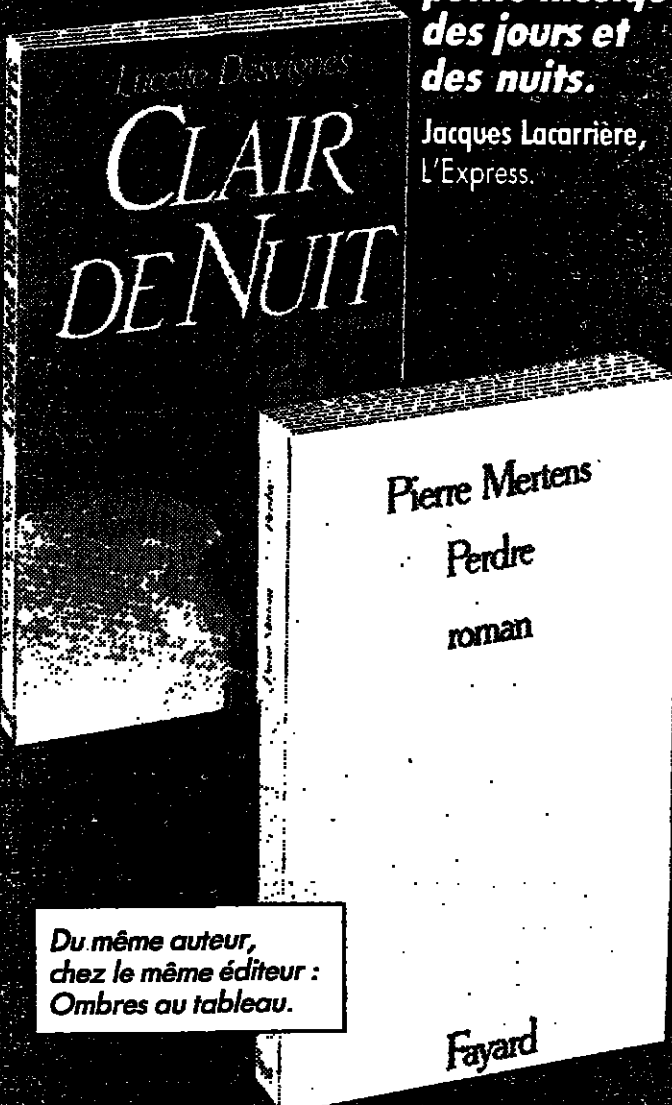 des jours et
des nuits.
Jacques Lacarrière,
L'Express.
Lucette Desvignes
CLAIR
DE NUIT
Pierre Mertens
Perdre
roman
Du même auteur,
chez le même éditeur :
Ombres au tableau.
Fayard